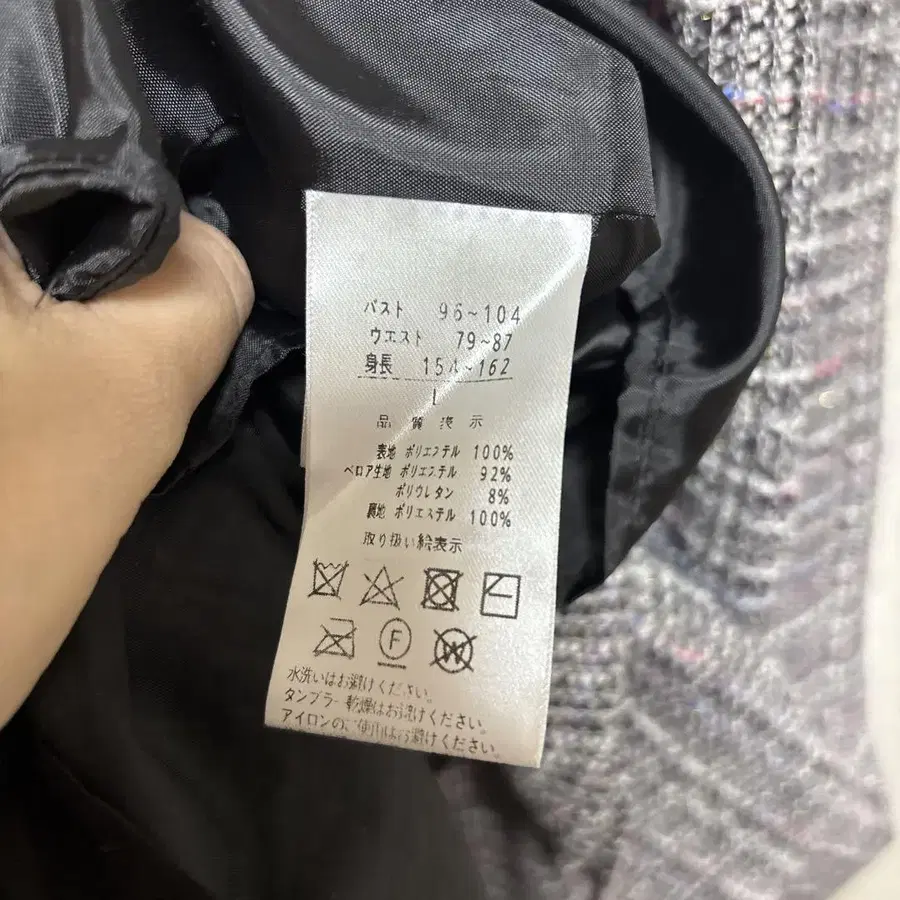 バスト 96~104
ウエスト 79~87
身長 154~162
L
品質表示
表地 ポリエステル 100%
ベロア生地 ポリエステル 92%
ポリウレタン 8%
裏地 ポリエステル 100%
取り扱い絵表示
F W
水洗いはお避けください。
タンブラー乾燥はお避けください。
アイロンのご使用はお避けください。